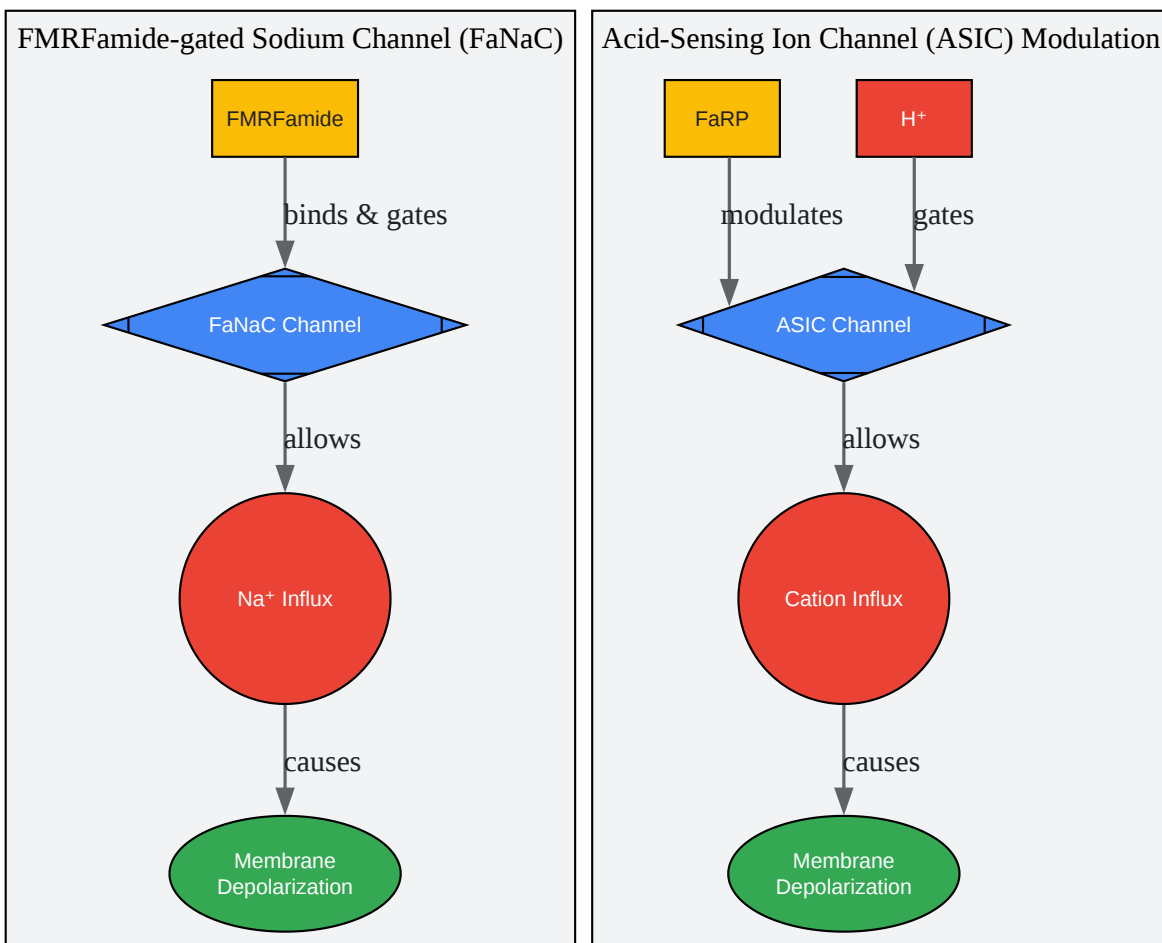 FMRFamide-gated Sodium Channel (FaNaC)
FMRFamide
binds & gates
FaNaC Channel
allows
Na⁺ Influx
causes
Membrane
Depolarization
Acid-Sensing Ion Channel (ASIC) Modulation
FaRP
H⁺
modulates
gates
ASIC Channel
allows
Cation Influx
causes
Membrane
Depolarization